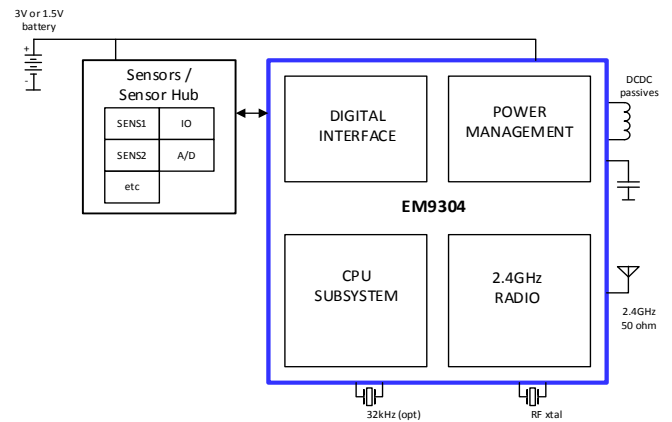 3V or 1.5V
battery
+
-
Sensors /
Sensor Hub
SENS1
IO
SENS2
A/D
etc
DIGITAL
INTERFACE
POWER
MANAGEMENT
DCDC
passives
EM9304
CPU
SUBSYSTEM
2.4GHz
RADIO
2.4GHz
50 ohm
32kHz (opt)
RF xtal